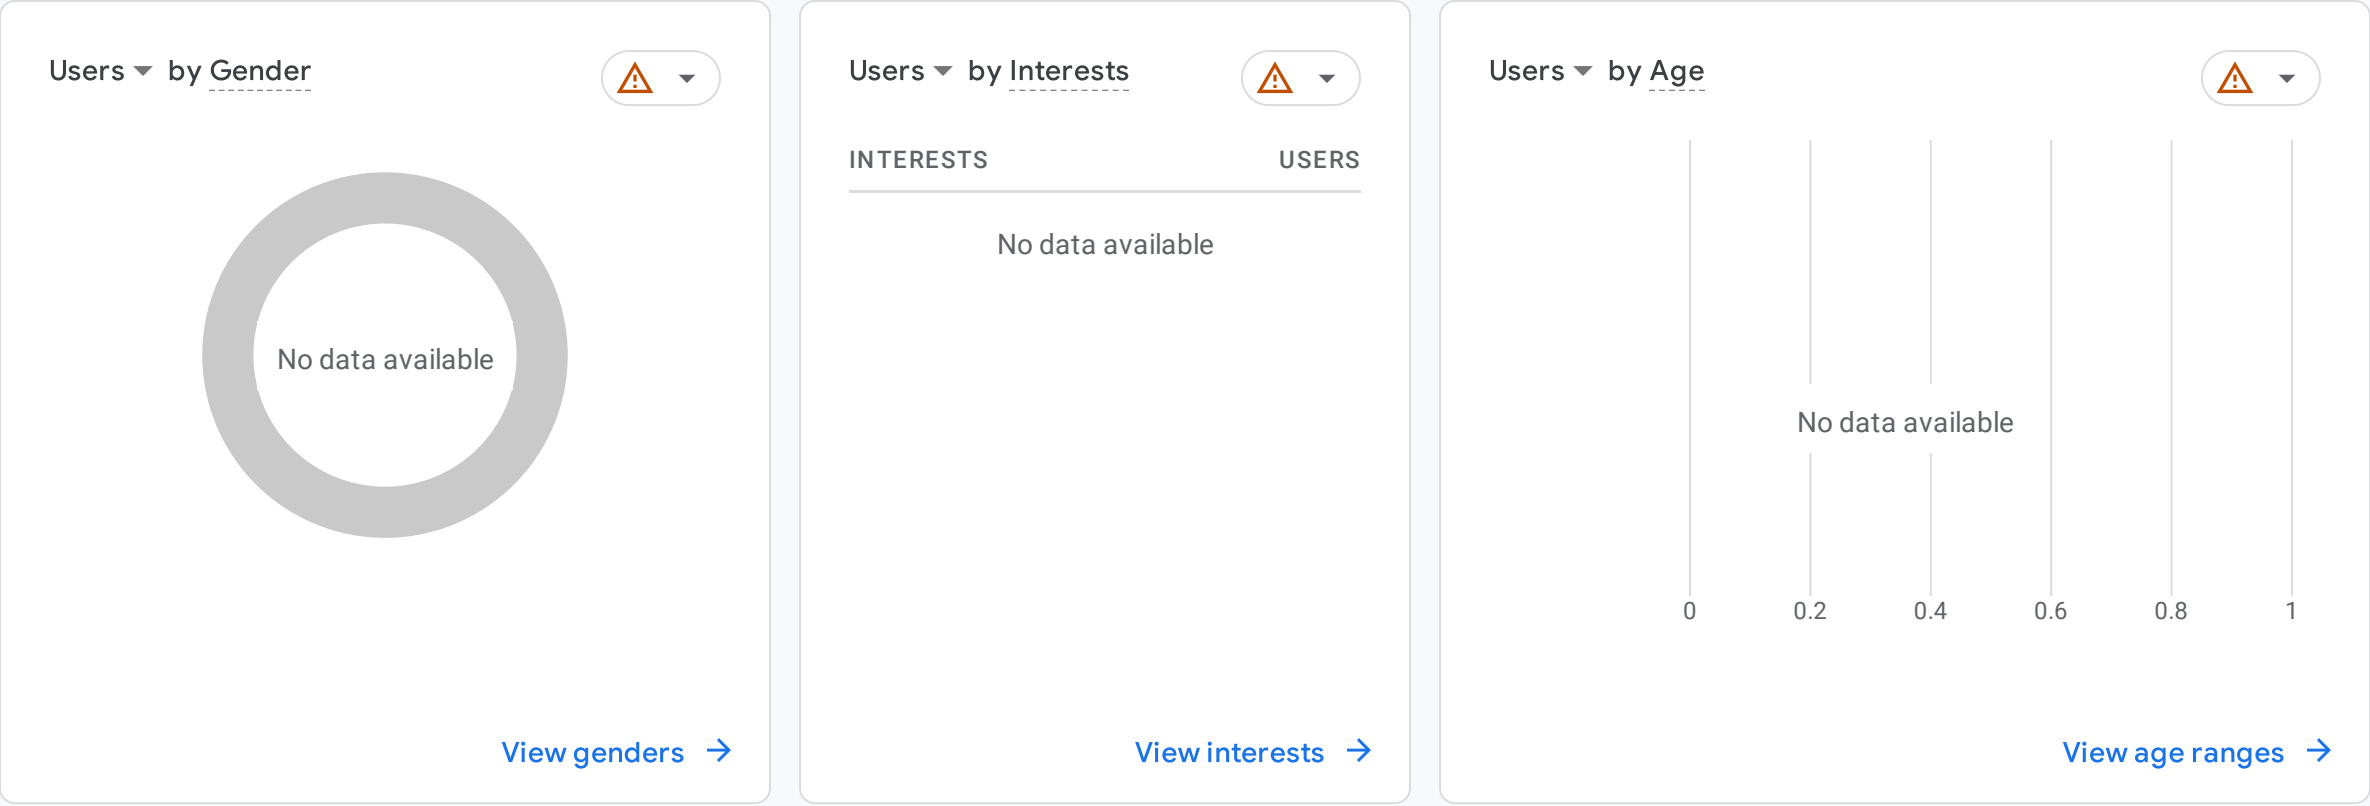 Users by Gender
No data available
View genders
Users by Interests
INTERESTS USERS
No data available
View interests
Users by Age
No data available
0 0.2 0.4 0.6 0.8 1
View age ranges